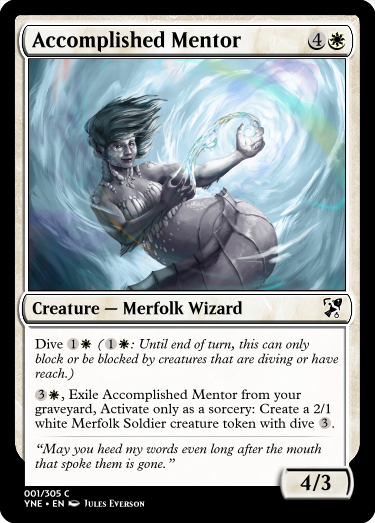 Accomplished Mentor 4
Creature — Merfolk Wizard
Dive 1 ( 1 : Until end of turn, this can only
block or be blocked by creatures that are diving or have
reach.)
3 , Exile Accomplished Mentor from your
graveyard, Activate only as a sorcery: Create a 2/1
white Merfolk Soldier creature token with dive 3 .
“May you heed my words even long after the mouth
that spoke them is gone.”
4/3
001/305 C
YNE • EN Jules Everson